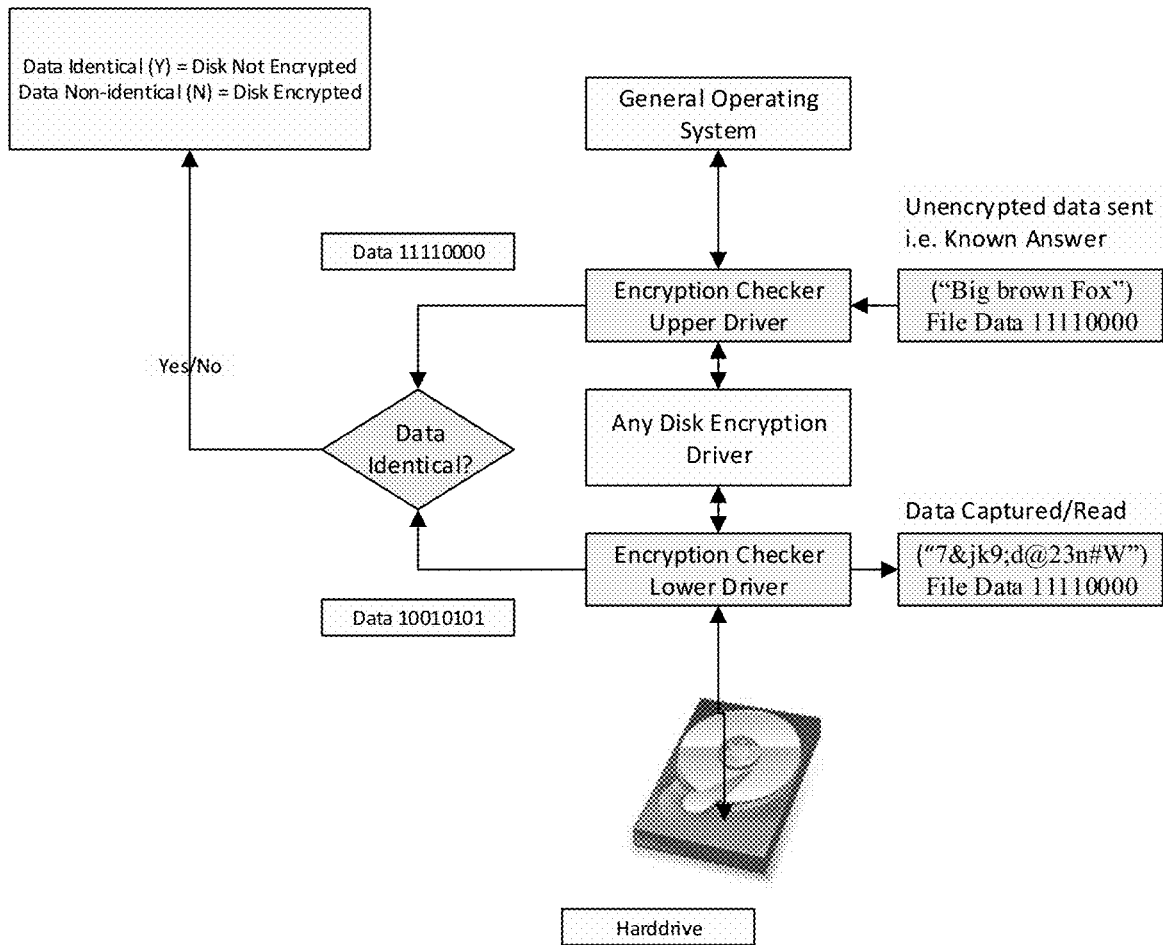 Data Identical (Y) = Disk Not Encrypted
Data Non-identical (N) = Disk Encrypted
General Operating
System
Unencrypted data sent
i.e. Known Answer
Data 11110000
Encryption Checker
Upper Driver
("Big brown Fox")
File Data 11110000
Yes/No
Data
Identical?
Any Disk Encryption
Driver
Data Captured/Read
Encryption Checker
Lower Driver
("7&jk9;d@23n#W")
File Data 11110000
Data 10010101
Harddrive